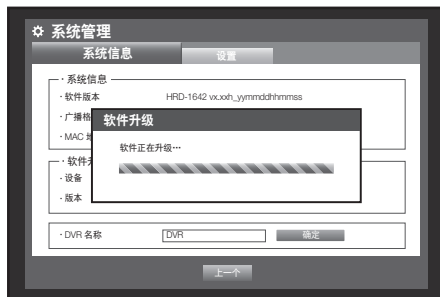 系统管理
系统信息 设置
· 系统信息
· 软件版本 HRD-1642 vx.xxh_yymmddhhmmss
· 广播格
软件升级
· MAC 地
软件正在升级···
· 软件升
· 设备
· 版本
· DVR 名称 DVR 确定
上一个